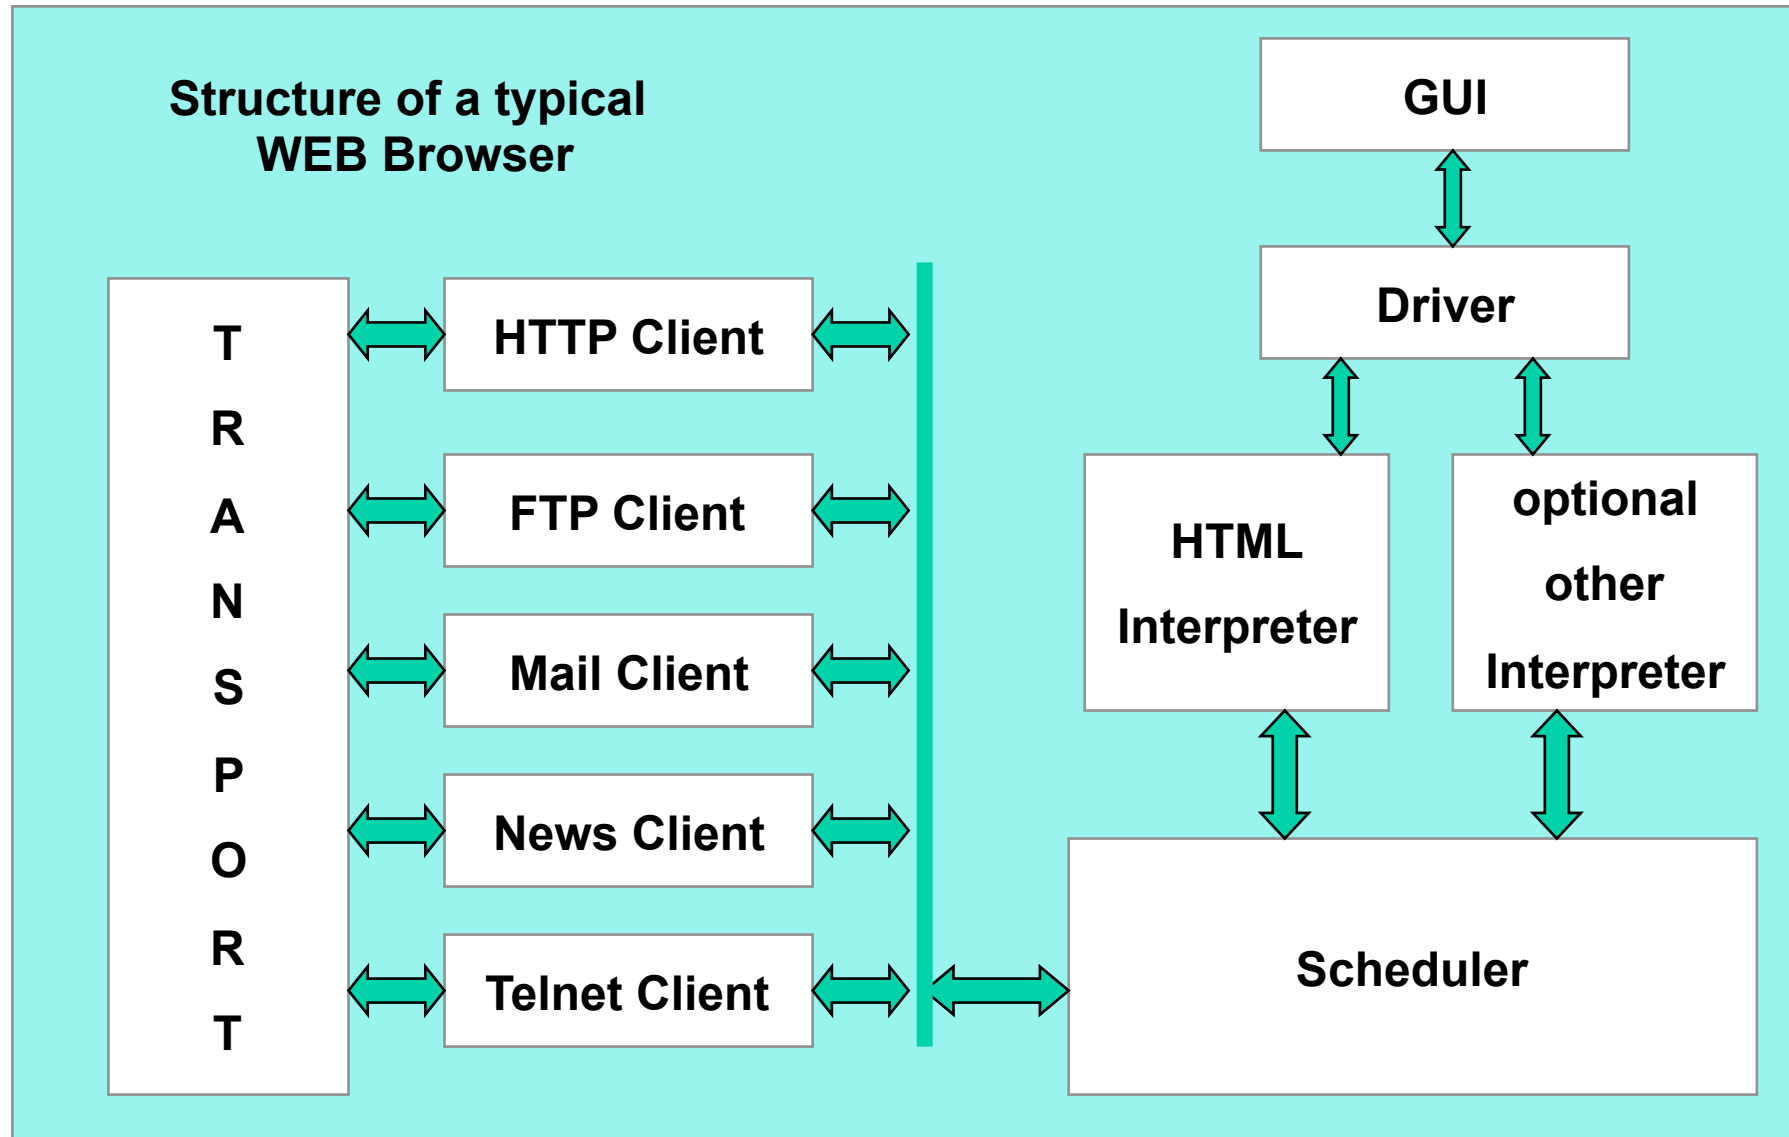 Structure of a typical
WEB Browser
GUI
Driver
T
R
A
N
S
P
O
R
T
HTTP Client
FTP Client
Mail Client
News Client
Telnet Client
HTML
Interpreter
optional
other
Interpreter
Scheduler